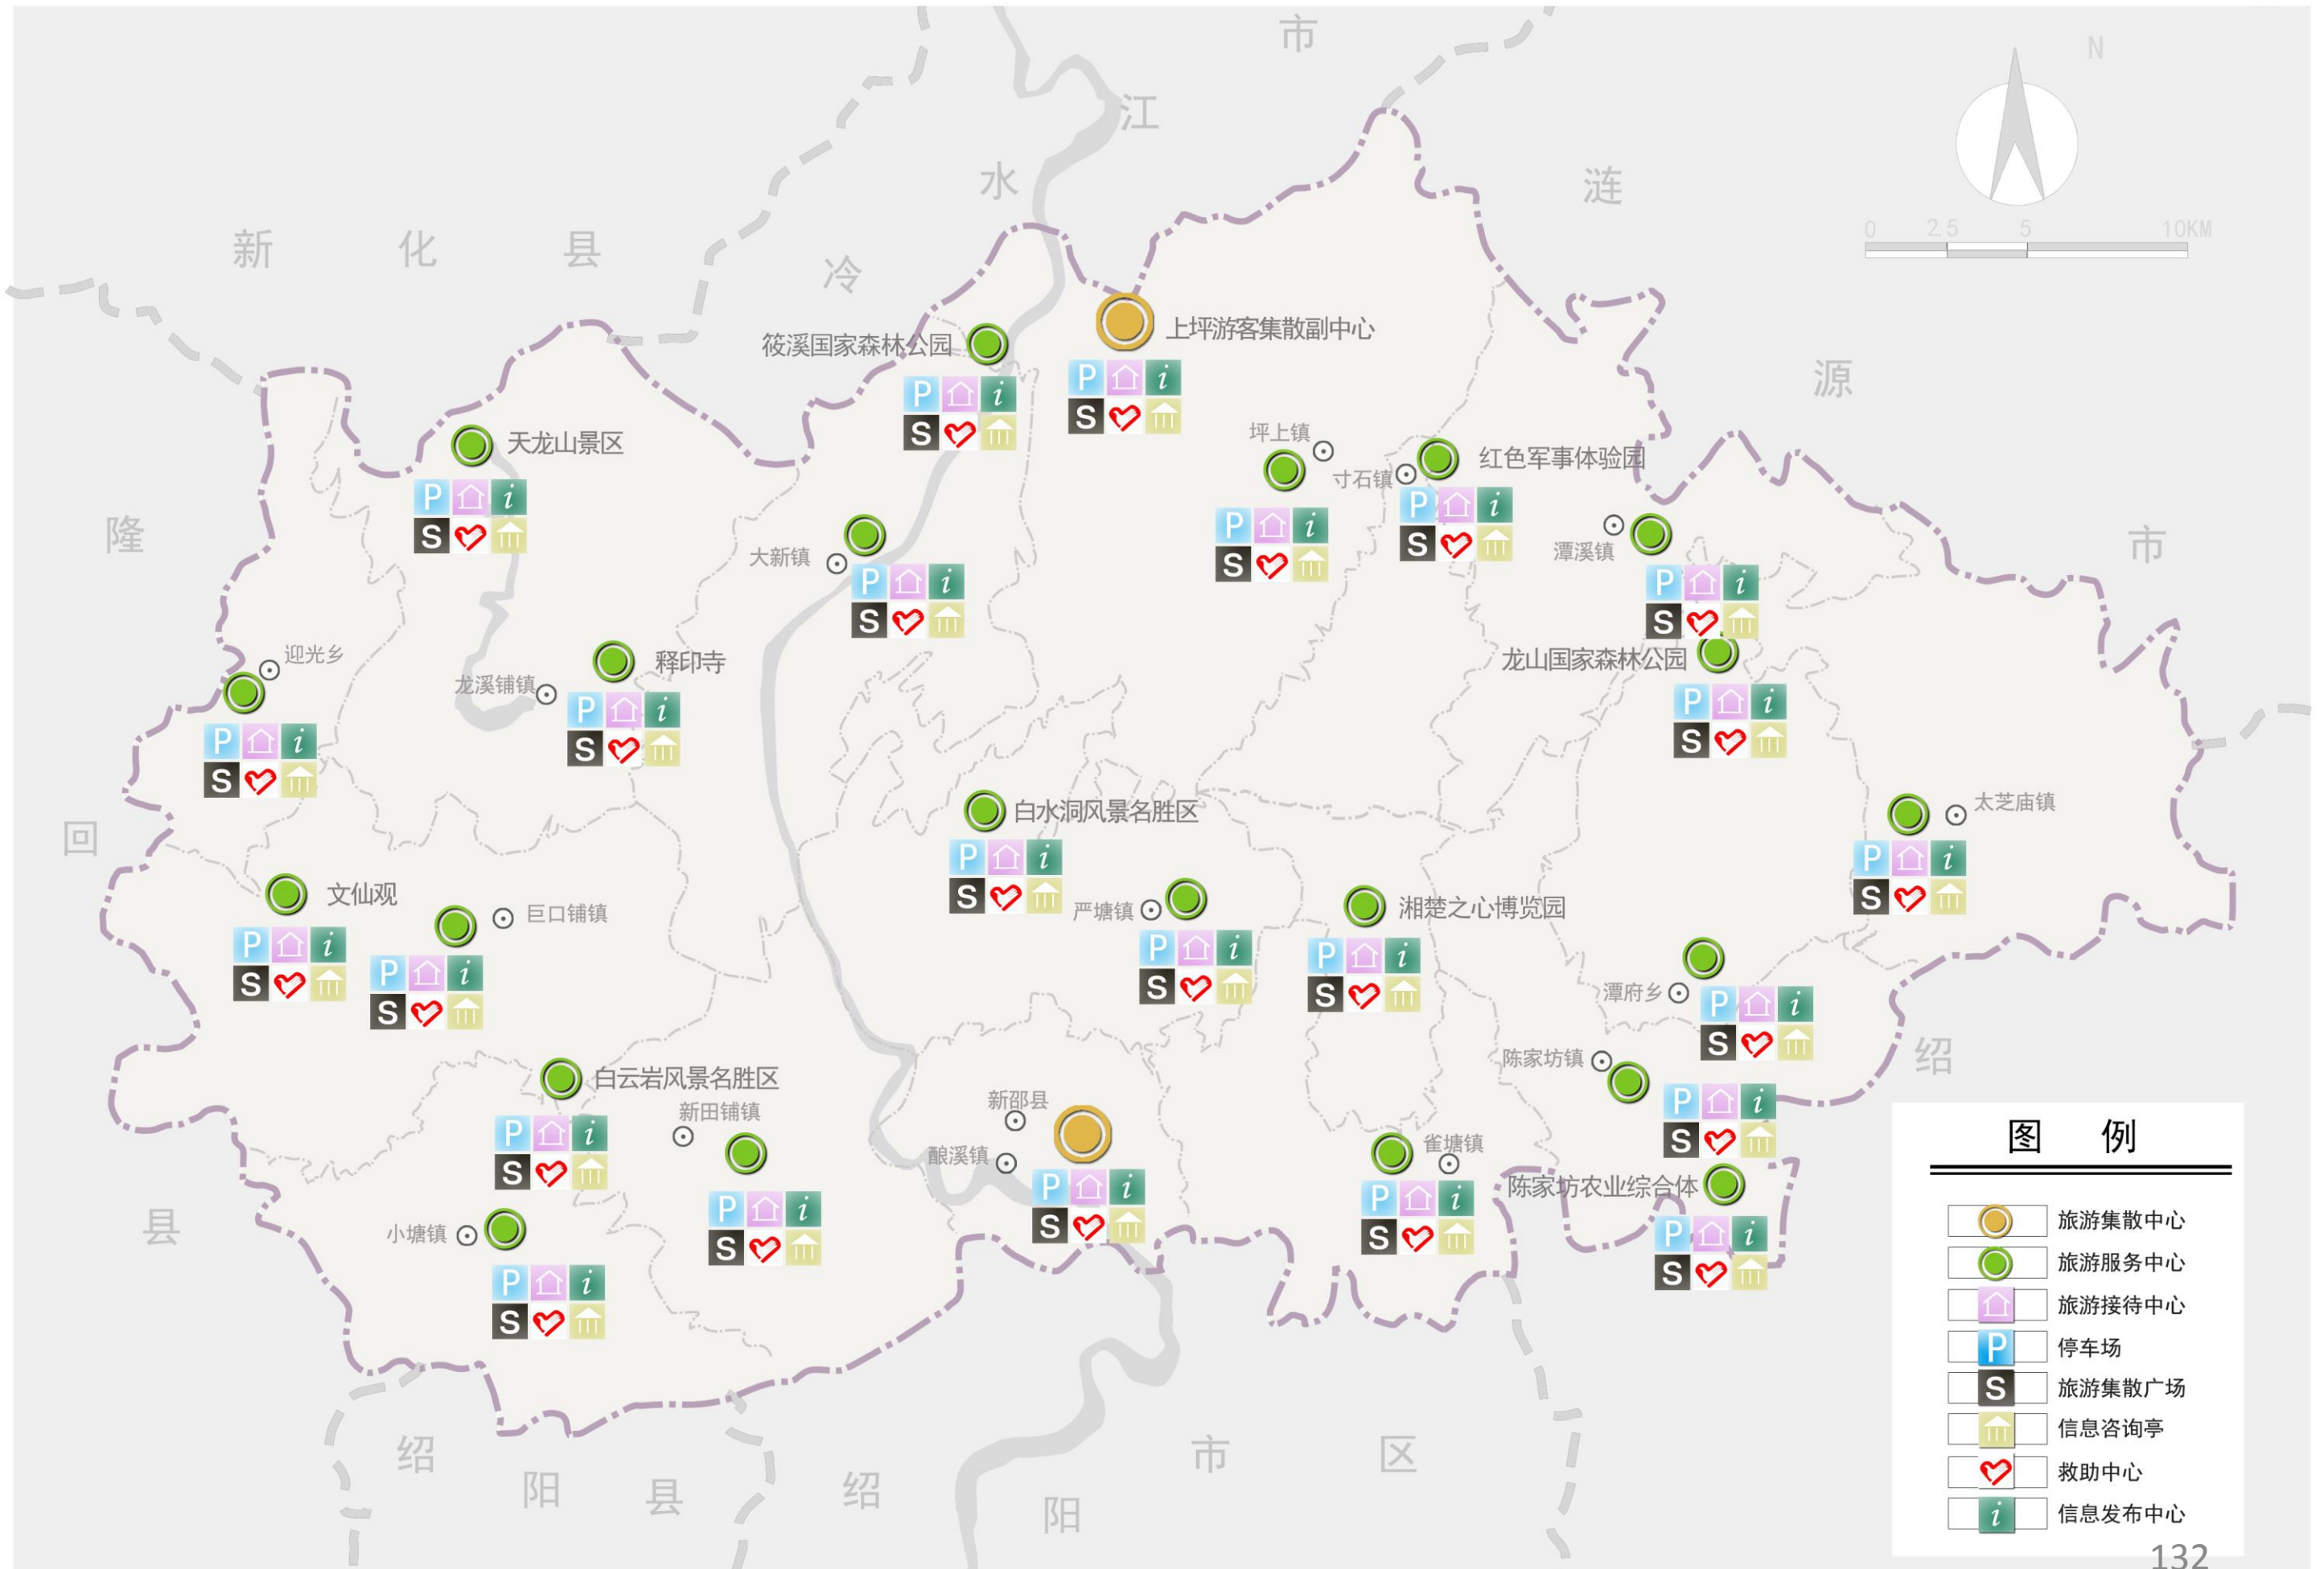 市
江
N
水
涟
0 2.5 5 10KM
新 化 县
冷
上坪游客集散副中心
筱溪国家森林公园
P i
S
P i
S
源
坪上镇
天龙山景区
红色军事体验园
寸石镇
P i
S
P i
S
P i
S
隆
市
大新镇
潭溪镇
P i
S
P i
S
迎光乡
释印寺
龙山国家森林公园
龙溪铺镇
P i
S
P i
S
P i
S
太芝庙镇
白水洞风景名胜区
回
P i
S
P i
S
文仙观
巨口铺镇
严塘镇
湘楚之心博览园
P i
S
P i
S
P i
S
P i
S
潭府乡
P i
S
绍
陈家坊镇
白云岩风景名胜区
新田铺镇
新邵县
P i
S
P i
S
酿溪镇
雀塘镇
陈家坊农业综合体
P i
S
P i
S
P i
S
P i
S
县
小塘镇
P i
S
图 例
旅游集散中心
旅游服务中心
旅游接待中心
P 停车场
S 旅游集散广场
信息咨询亭
救助中心
i 信息发布中心
绍 阳 县
绍 阳 市 区
132